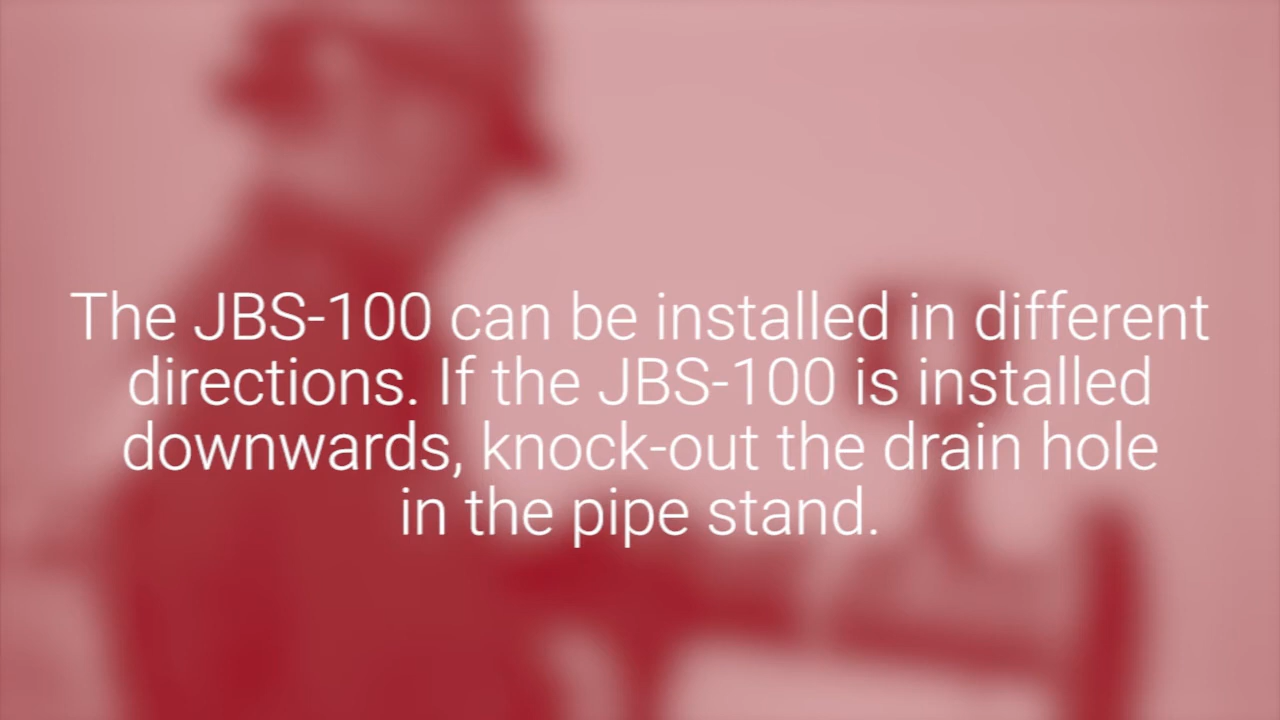 The JBS-100 can be installed in different
directions. If the JBS-100 is installed
downwards, knock-out the drain hole
in the pipe stand.